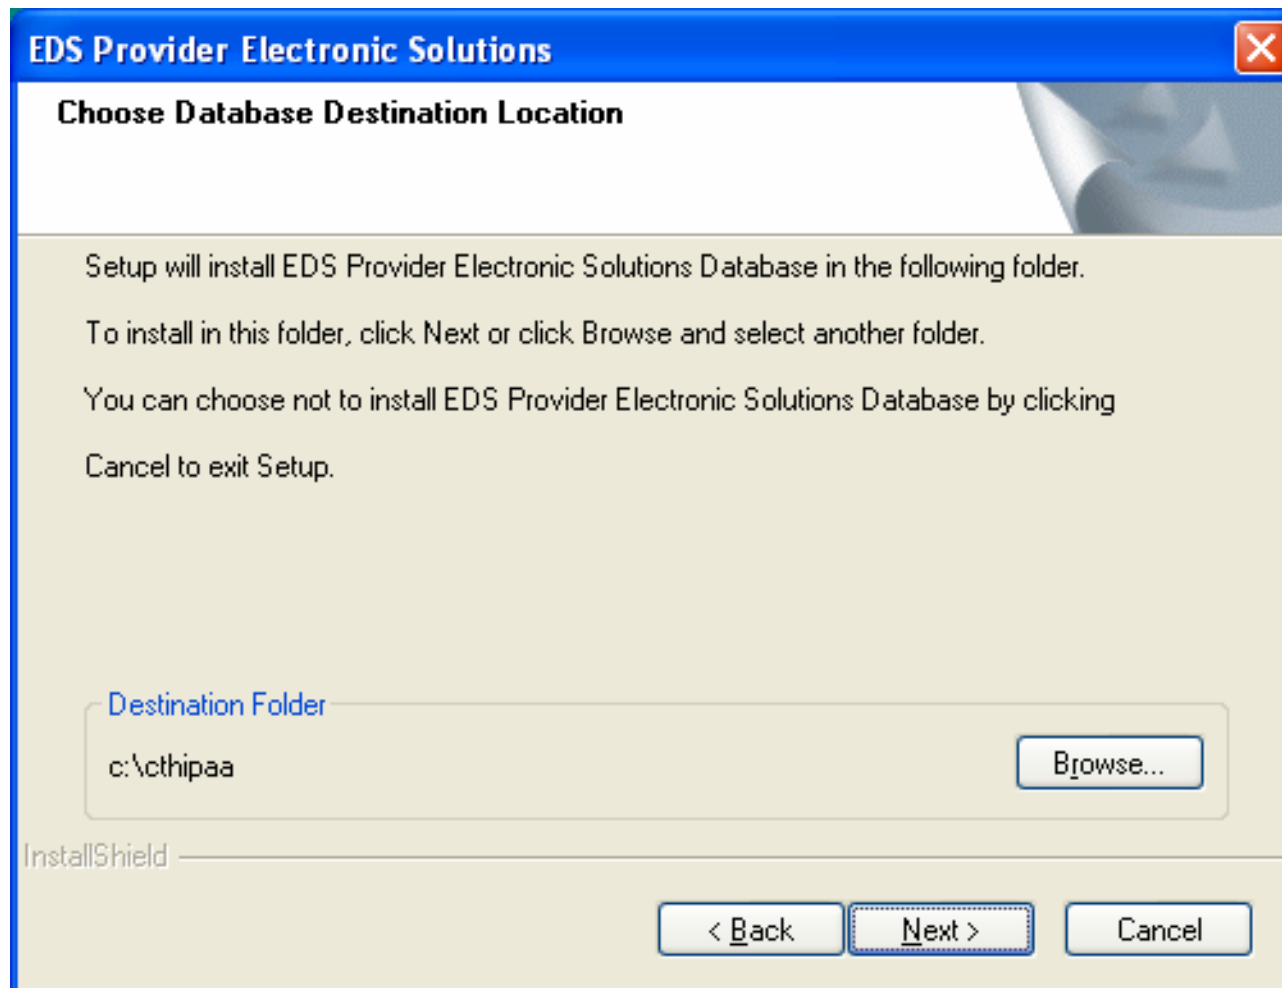 EDS Provider Electronic Solutions
Choose Database Destination Location
Setup will install EDS Provider Electronic Solutions Database in the following folder.
To install in this folder, click Next or click Browse and select another folder.
You can choose not to install EDS Provider Electronic Solutions Database by clicking
Cancel to exit Setup.
Destination Folder
c:\cthipaa
Browse...
InstallShield
< Back
Next >
Cancel